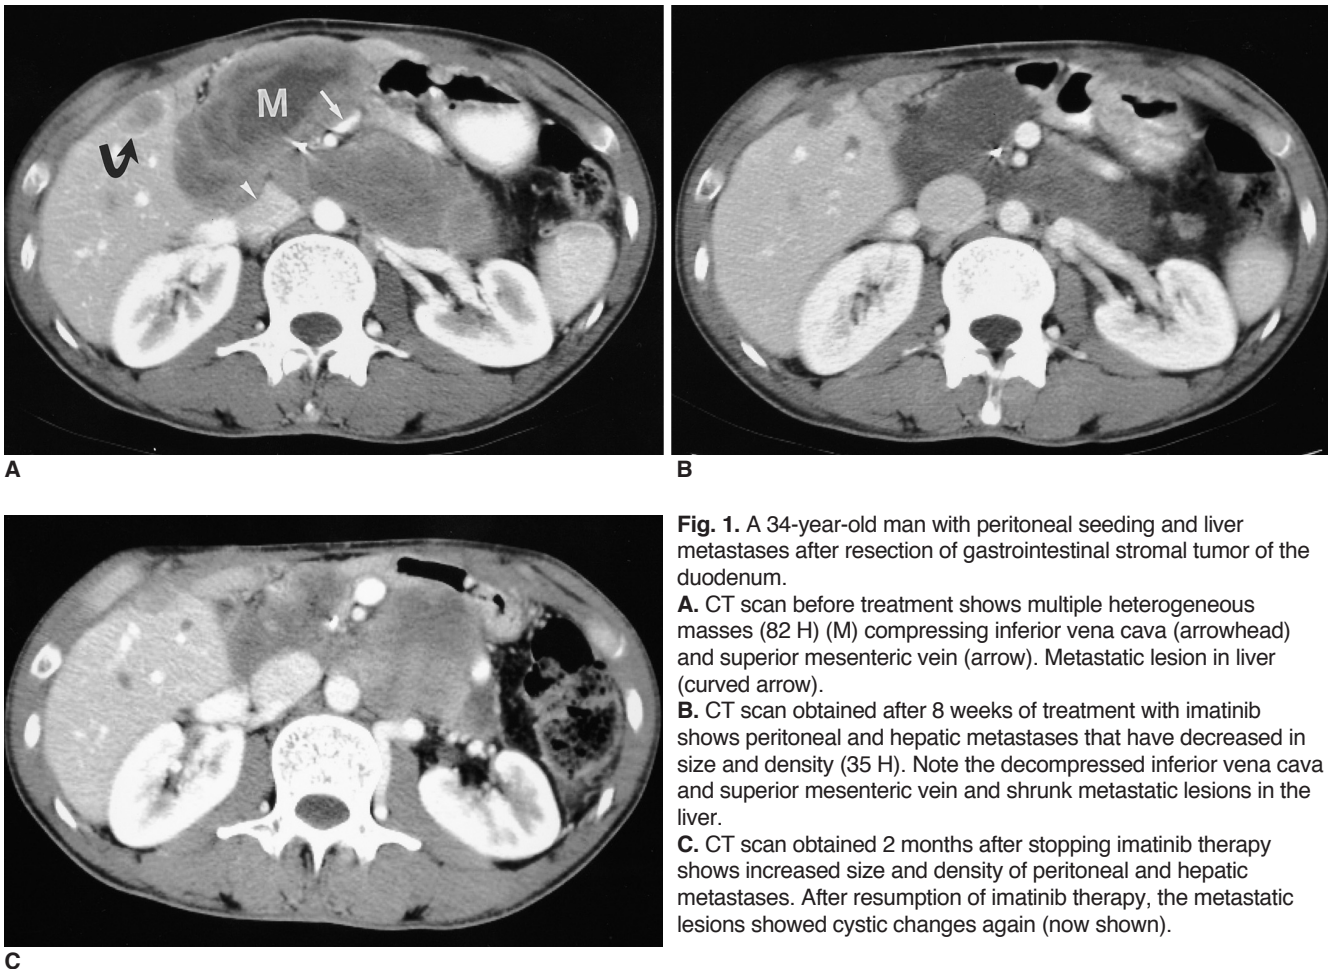 M
A
B
C
Fig. 1. A 34-year-old man with peritoneal seeding and liver
metastases after resection of gastrointestinal stromal tumor of the
duodenum.
A. CT scan before treatment shows multiple heterogeneous
masses (82 H) (M) compressing inferior vena cava (arrowhead)
and superior mesenteric vein (arrow). Metastatic lesion in liver
(curved arrow).
B. CT scan obtained after 8 weeks of treatment with imatinib
shows peritoneal and hepatic metastases that have decreased in
size and density (35 H). Note the decompressed inferior vena cava
and superior mesenteric vein and shrunk metastatic lesions in the
liver.
C. CT scan obtained 2 months after stopping imatinib therapy
shows increased size and density of peritoneal and hepatic
metastases. After resumption of imatinib therapy, the metastatic
lesions showed cystic changes again (now shown).